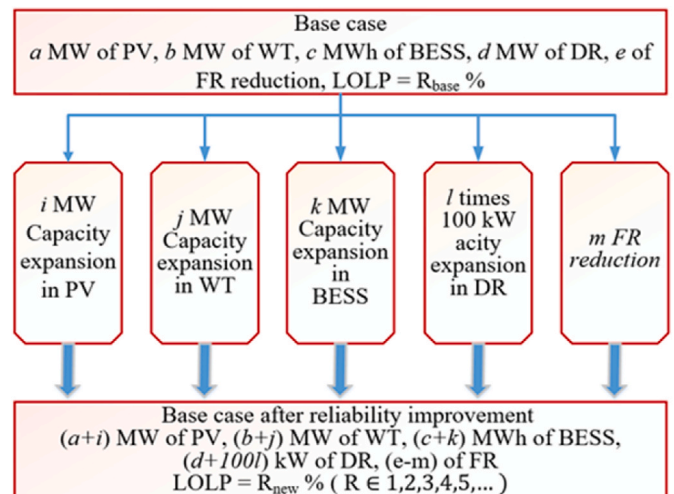 Base case
a MW of PV, b MW of WT, c MWh of BESS, d MW of DR, e of
FR reduction, LOLP = R_base %
i MW
Capacity
expansion
in PV
j MW
Capacity
expansion
in WT
k MW
Capacity
expansion
in
BESS
l times
100 kW
acity
expansion
in DR
m FR
reduction
Base case after reliability improvement
(a+i) MW of PV, (b+j) MW of WT, (c+k) MWh of BESS,
(d+100l) kW of DR, (e-m) of FR
LOLP = R_new % ( R ∈ 1,2,3,4,5,...)